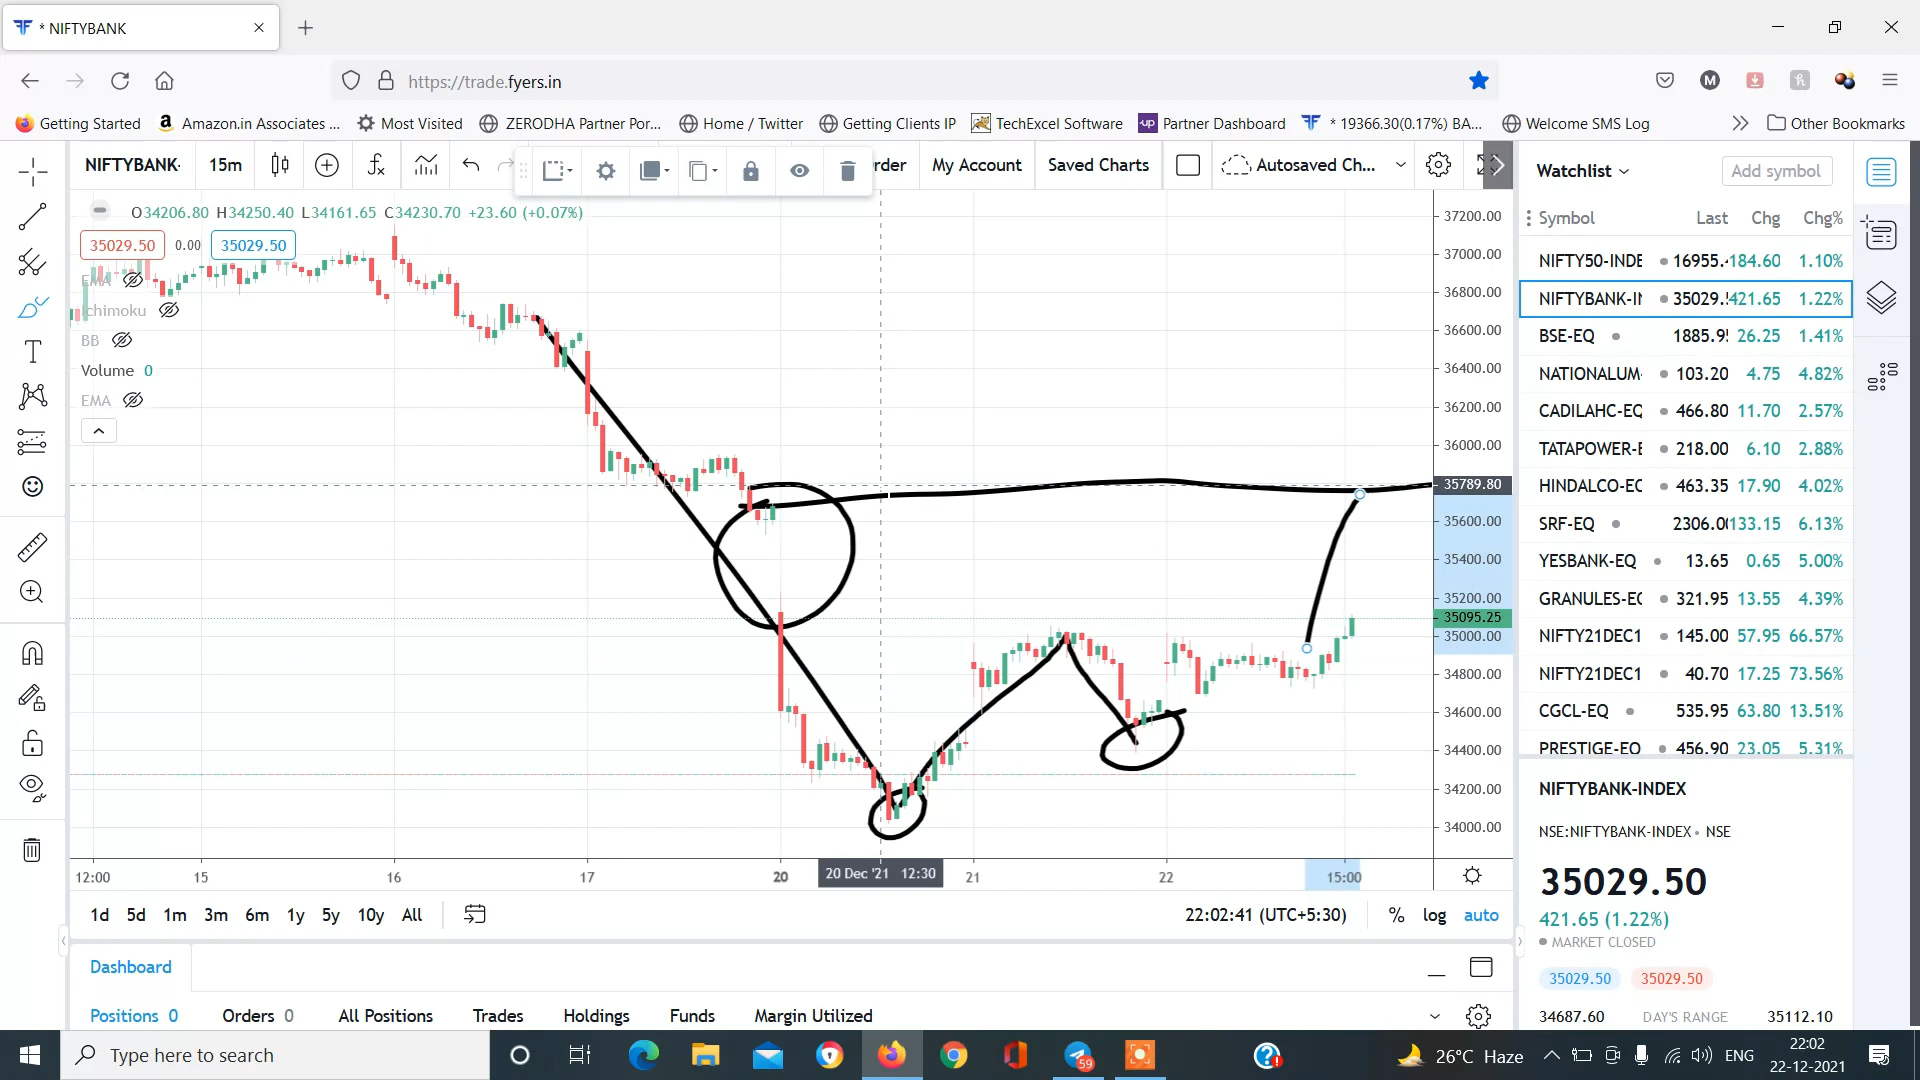 * NIFTYBANK
https://trade.fyers.in
Getting Started Amazon.in Associates ... Most Visited ZERODHA Partner Por... Home / Twitter Getting Clients IP TechExcel Software Partner Dashboard * 19366.30(0.17%) BA... Welcome SMS Log Other Bookmarks
NIFTYBANK- 15m rder My Account Saved Charts Autosaved Ch...
O34206.80 H34250.40 L34161.65 C34230.70 +23.60 (+0.07%)
35029.50 0.00 35029.50
EMA
Ichimoku
BB
Volume 0
EMA
37200.00
37000.00
36800.00
36600.00
36400.00
36200.00
36000.00
35789.80
35600.00
35400.00
35200.00
35095.25
35000.00
34800.00
34600.00
34400.00
34200.00
34000.00
12:00 15 16 17 20 20 Dec '21 12:30 21 22 15:00
1d 5d 1m 3m 6m 1y 5y 10y All 22:02:41 (UTC+5:30) % log auto
Dashboard
Positions 0 Orders 0 All Positions Trades Holdings Funds Margin Utilized
Watchlist Add symbol
Symbol Last Chg Chg%
NIFTY50-INDE 16955. 184.60 1.10%
NIFTYBANK-IN 35029. 421.65 1.22%
BSE-EQ 1885.95 26.25 1.41%
NATIONALUM- 103.20 4.75 4.82%
CADILAHC-EQ 466.80 11.70 2.57%
TATAPOWER-E 218.00 6.10 2.88%
HINDALCO-EQ 463.35 17.90 4.02%
SRF-EQ 2306.00 133.15 6.13%
YESBANK-EQ 13.65 0.65 5.00%
GRANULES-EQ 321.95 13.55 4.39%
NIFTY21DEC1 145.00 57.95 66.57%
NIFTY21DEC1 40.70 17.25 73.56%
CGCL-EQ 535.95 63.80 13.51%
PRESTIGE-EQ 456.90 23.05 5.31%
NIFTYBANK-INDEX
NSE:NIFTYBANK-INDEX • NSE
35029.50
421.65 (1.22%)
MARKET CLOSED
35029.50 35029.50
34687.60 DAY'S RANGE 35112.10
Type here to search
59
26°C Haze
ENG
22:02
22-12-2021